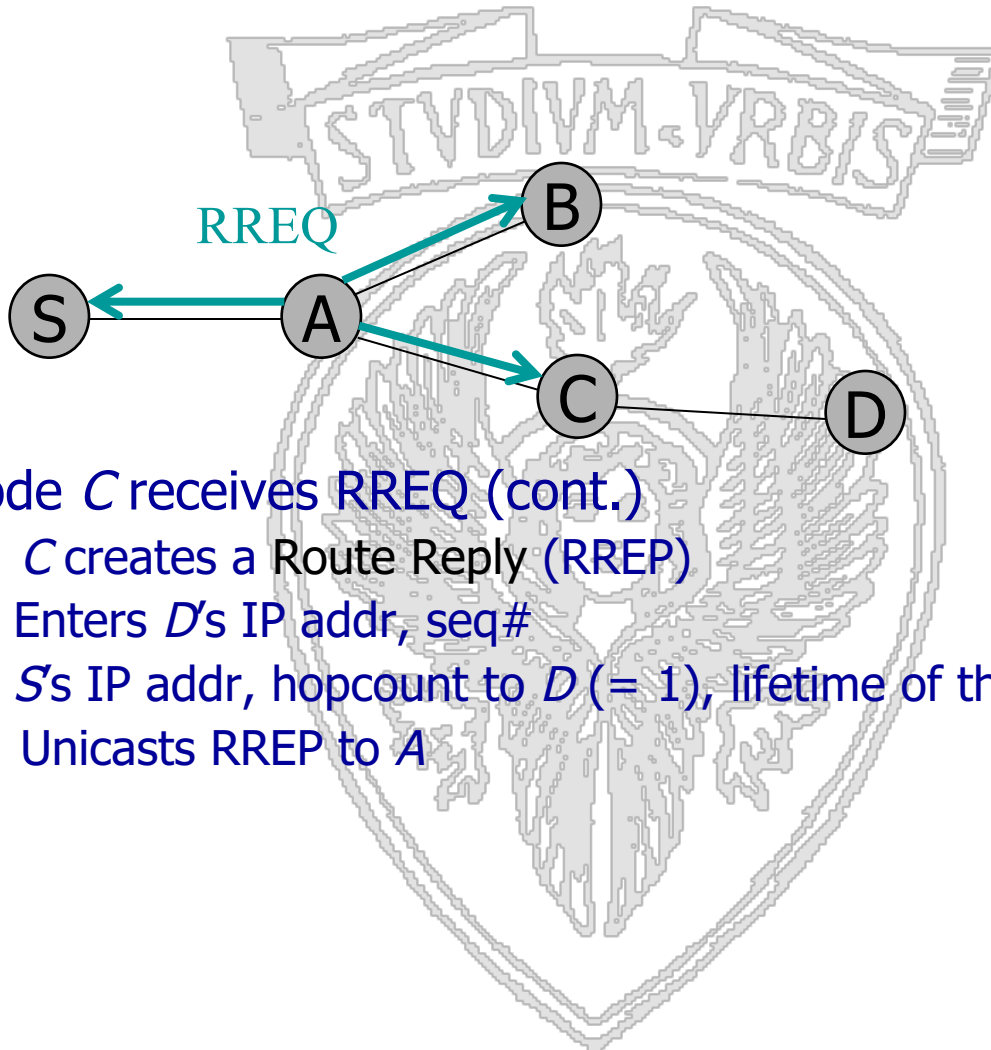 STVDIVM VRBIS
RREQ
B
S
A
C
D
ode C receives RREQ (cont.)
C creates a Route Reply (RREP)
Enters D's IP addr, seq#
S's IP addr, hopcount to D (= 1), lifetime of th
Unicasts RREP to A